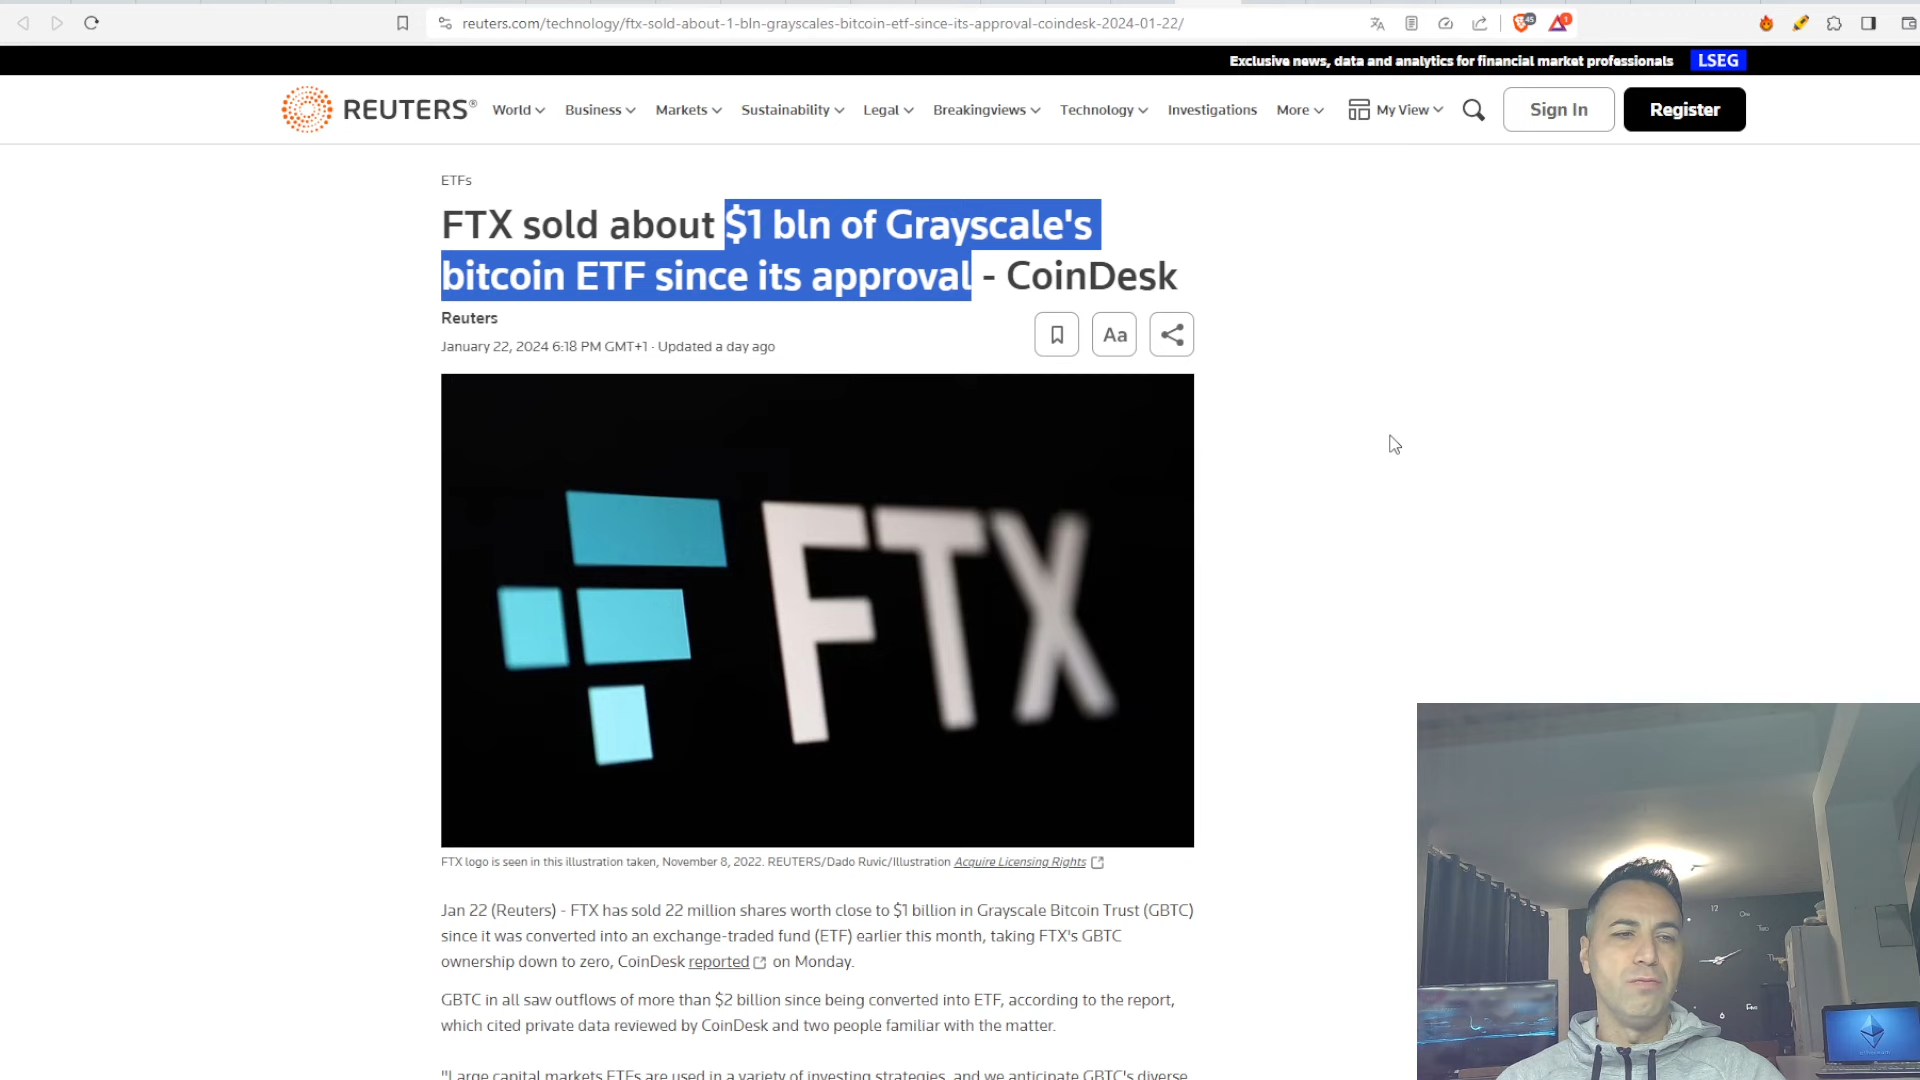 reuters.com/technology/ftx-sold-about-1-bln-grayscales-bitcoin-etf-since-its-approval-coindesk-2024-01-22/
45
1
Exclusive news, data and analytics for financial market professionals LSEG
REUTERS® World Business Markets Sustainability Legal Breakingviews Technology Investigations More My View Sign In Register
ETFs
FTX sold about $1 bln of Grayscale's
bitcoin ETF since its approval - CoinDesk
Reuters
January 22, 2024 6:18 PM GMT+1 · Updated a day ago
Aa
FTX
FTX logo is seen in this illustration taken, November 8, 2022. REUTERS/Dado Ruvic/Illustration Acquire Licensing Rights
Jan 22 (Reuters) - FTX has sold 22 million shares worth close to $1 billion in Grayscale Bitcoin Trust (GBTC)
since it was converted into an exchange-traded fund (ETF) earlier this month, taking FTX's GBTC
ownership down to zero, CoinDesk reported on Monday.
GBTC in all saw outflows of more than $2 billion since being converted into ETF, according to the report,
which cited private data reviewed by CoinDesk and two people familiar with the matter.
"Large capital markets ETFs are used in a variety of investing strategies, and we anticipate GBTC's diverse
12
6